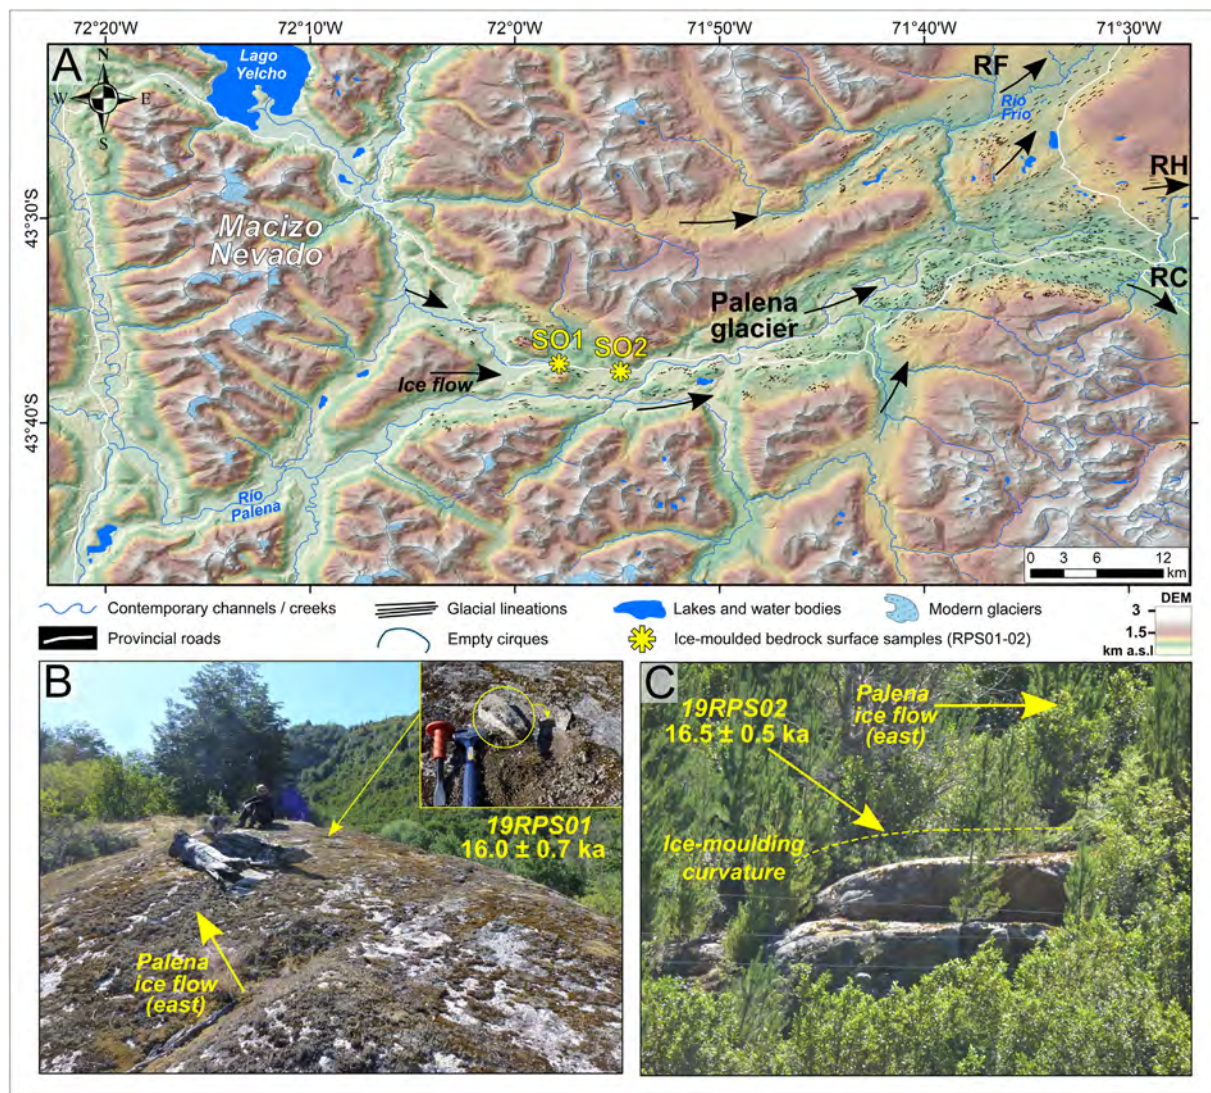 72°20'W 72°10'W 72°0'W 71°50'W 71°40'W 71°30'W
A
N
W E
S
Lago
Yelcho
RF
Río
Frío
RH
43°30'S
Macizo
Nevado
RC
Palena
glacier
SO1 SO2
Ice flow
43°40'S
Río
Palena
0 3 6 12
km
Contemporary channels / creeks Glacial lineations Lakes and water bodies Modern glaciers
Provincial roads Empty cirques Ice-moulded bedrock surface samples (RPS01-02)
DEM
3
1.5
km a.s.l
B
19RPS01
16.0 ± 0.7 ka
Palena
ice flow
(east)
C
19RPS02
16.5 ± 0.5 ka
Palena
ice flow
(east)
Ice-moulding
curvature